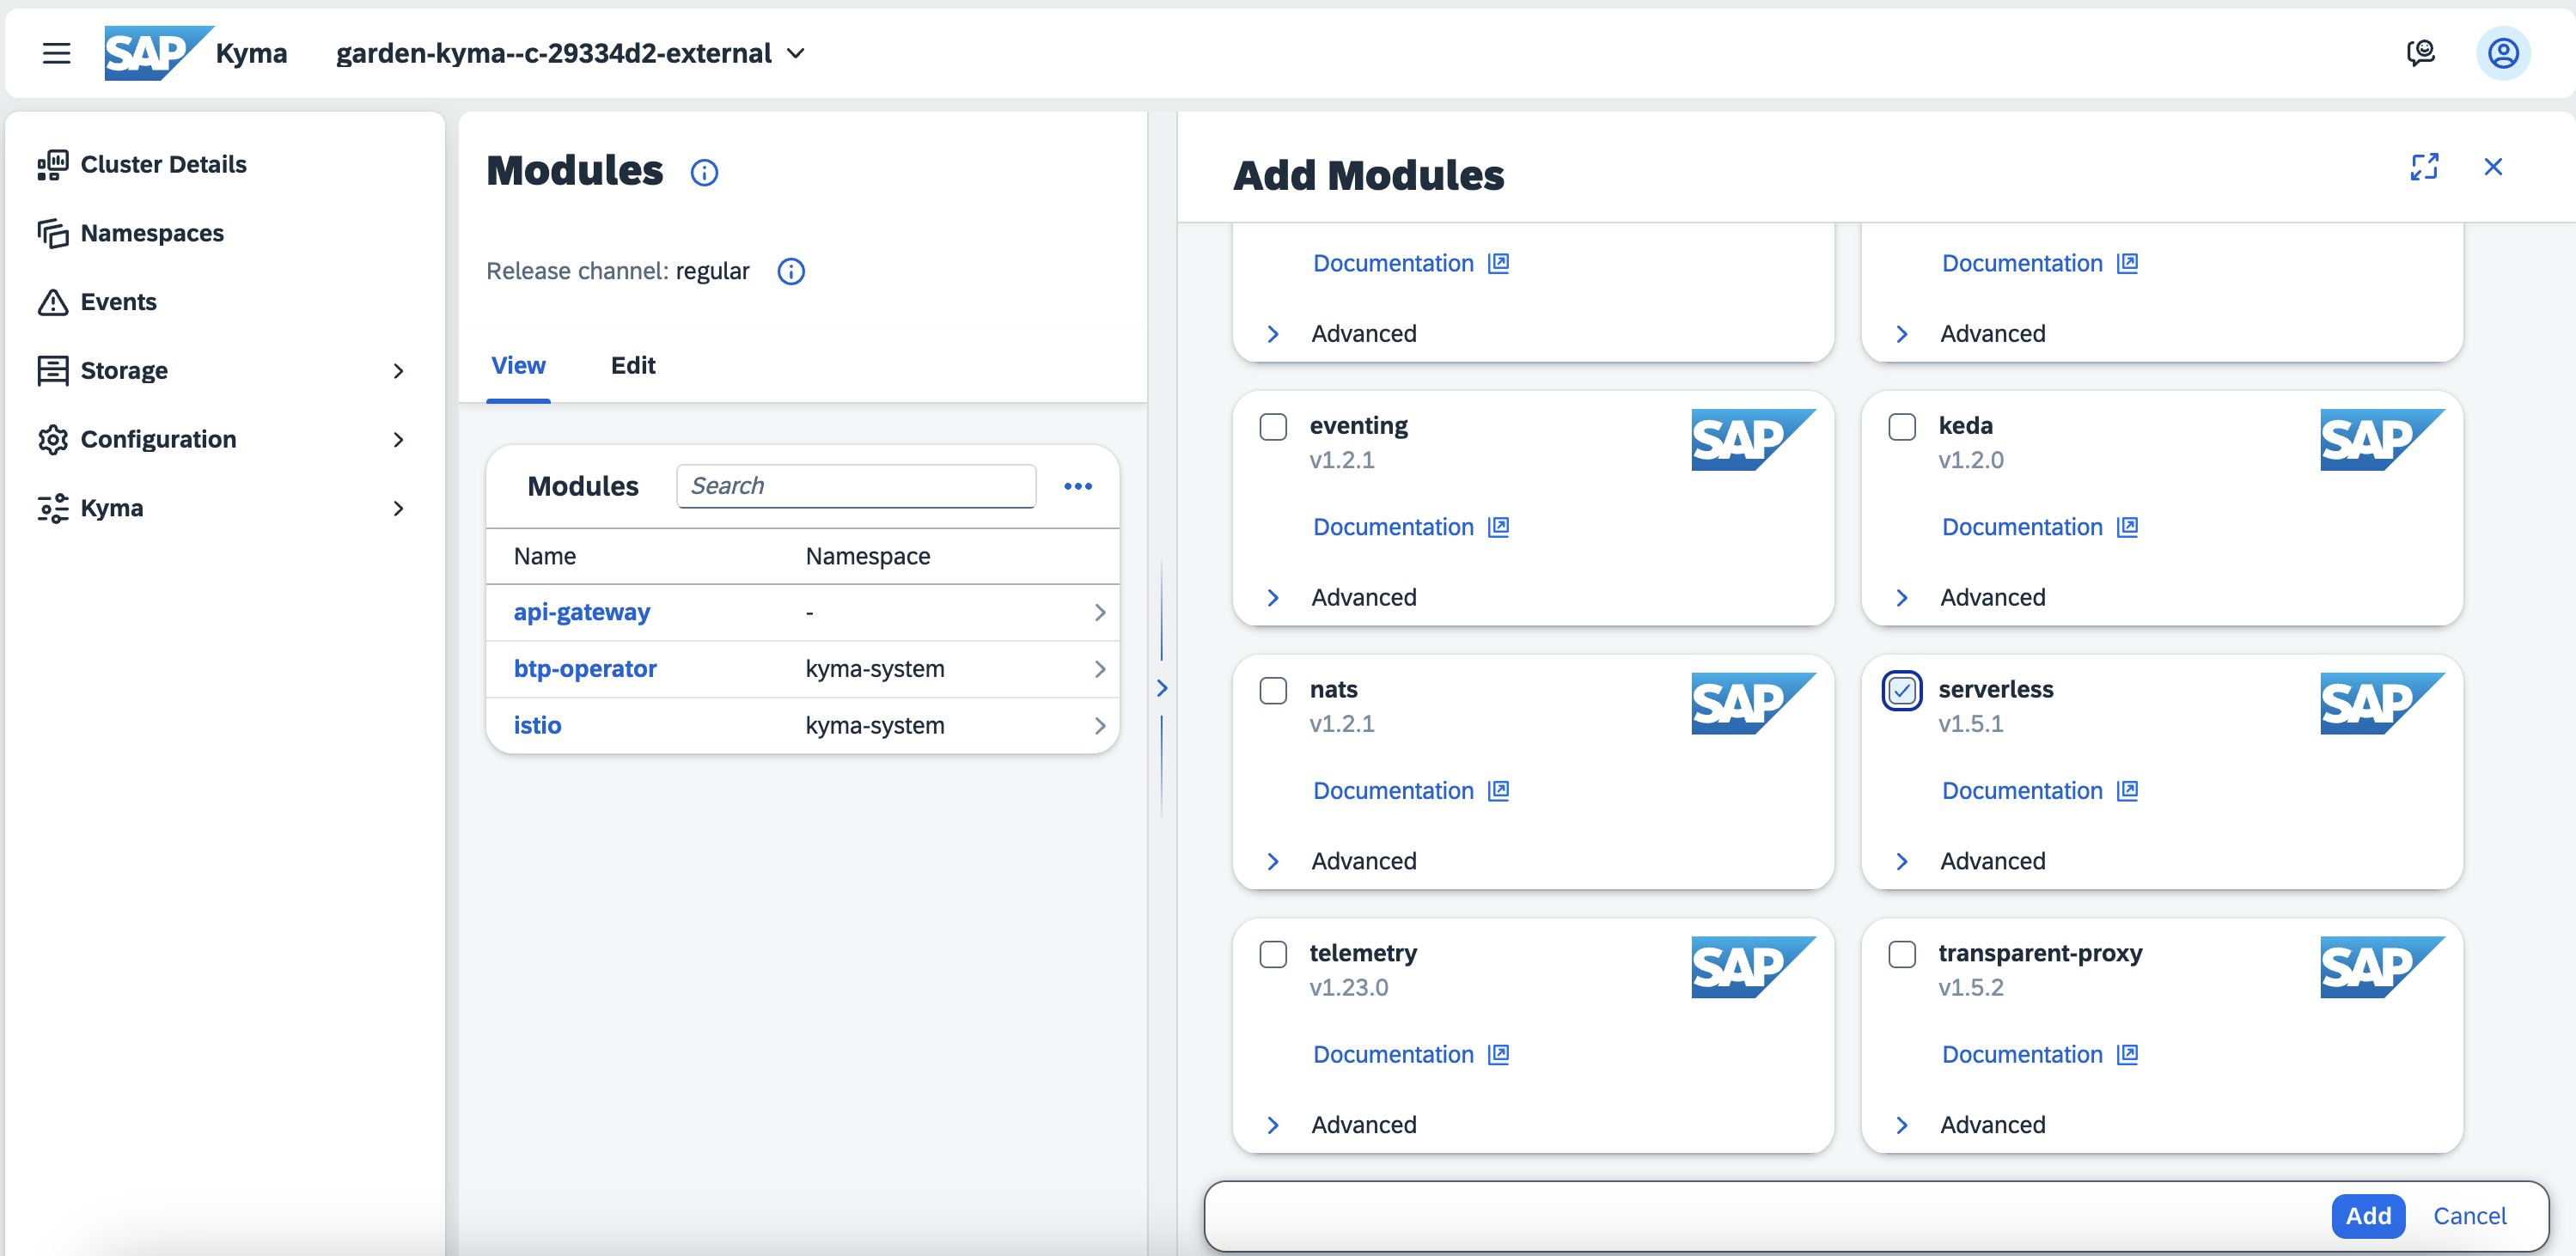 SAP Kyma garden-kyma--c-29334d2-external
Cluster Details
Namespaces
Events
Storage
Configuration
Kyma
Modules
Release channel: regular
View Edit
Modules Search
Name Namespace
api-gateway -
btp-operator kyma-system
istio kyma-system
Add Modules
Documentation
Advanced
Documentation
Advanced
eventing SAP
v1.2.1
Documentation
Advanced
keda SAP
v1.2.0
Documentation
Advanced
nats SAP
v1.2.1
Documentation
Advanced
serverless SAP
v1.5.1
Documentation
Advanced
telemetry SAP
v1.23.0
Documentation
Advanced
transparent-proxy SAP
v1.5.2
Documentation
Advanced
Add Cancel